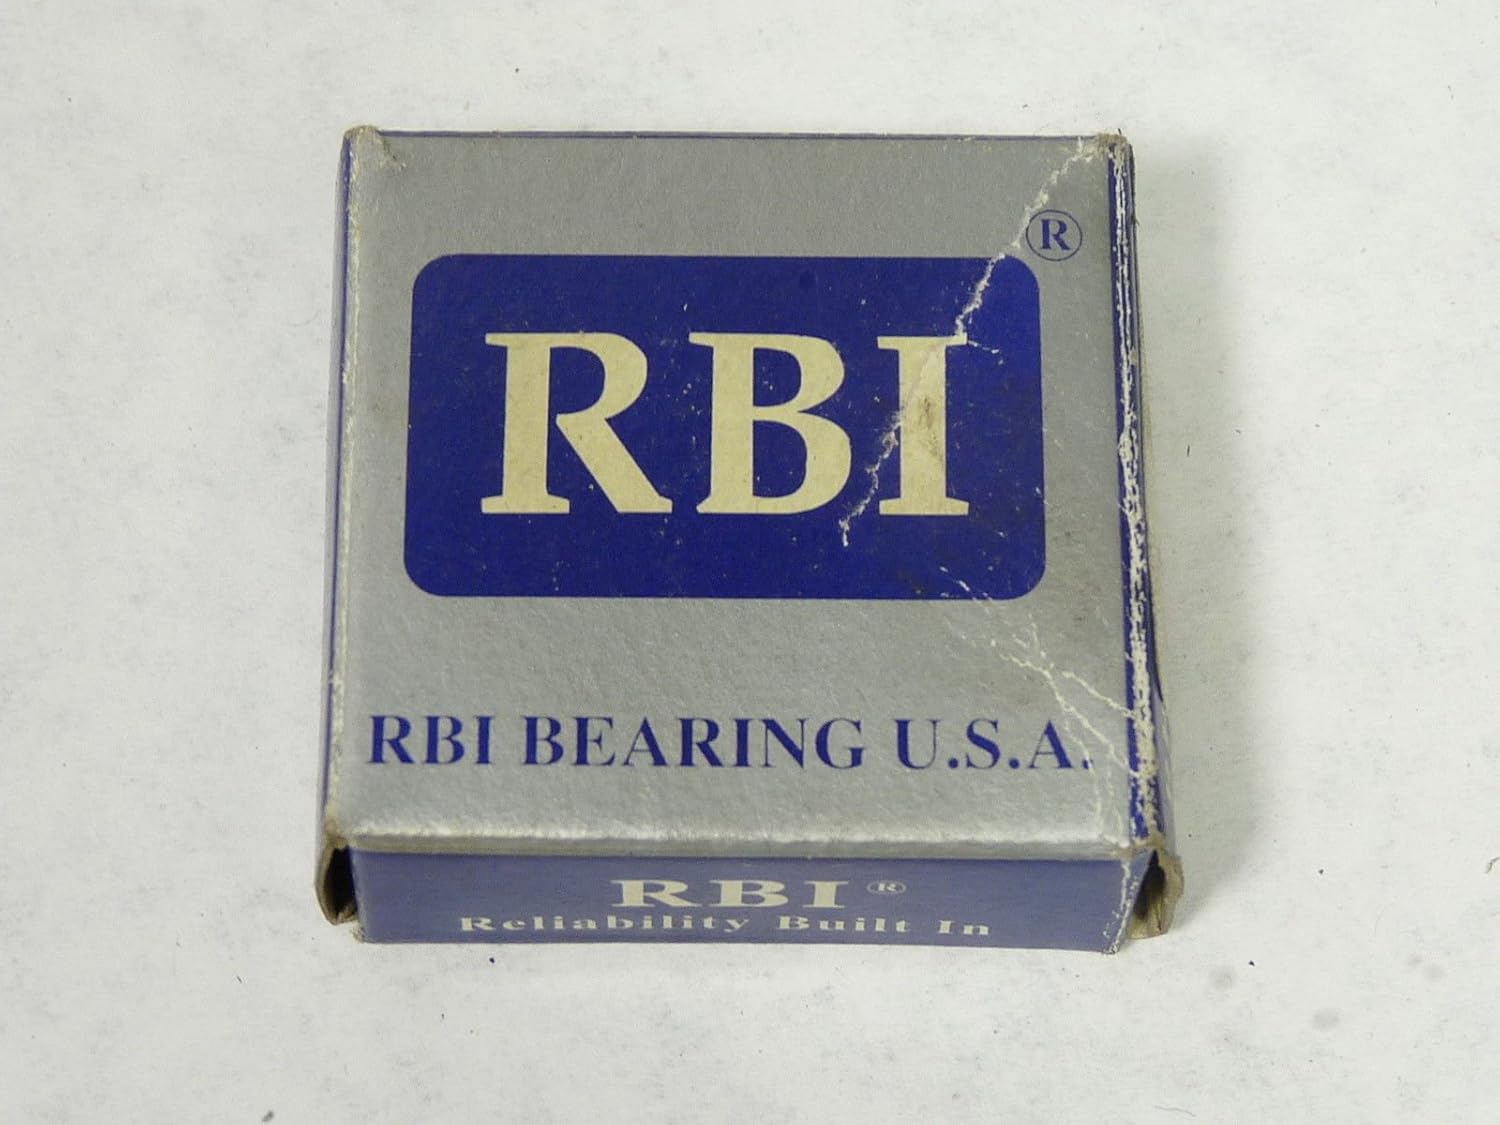 RBI ®
RBI BEARING U.S.A.
RBI ®
Reliability Built In